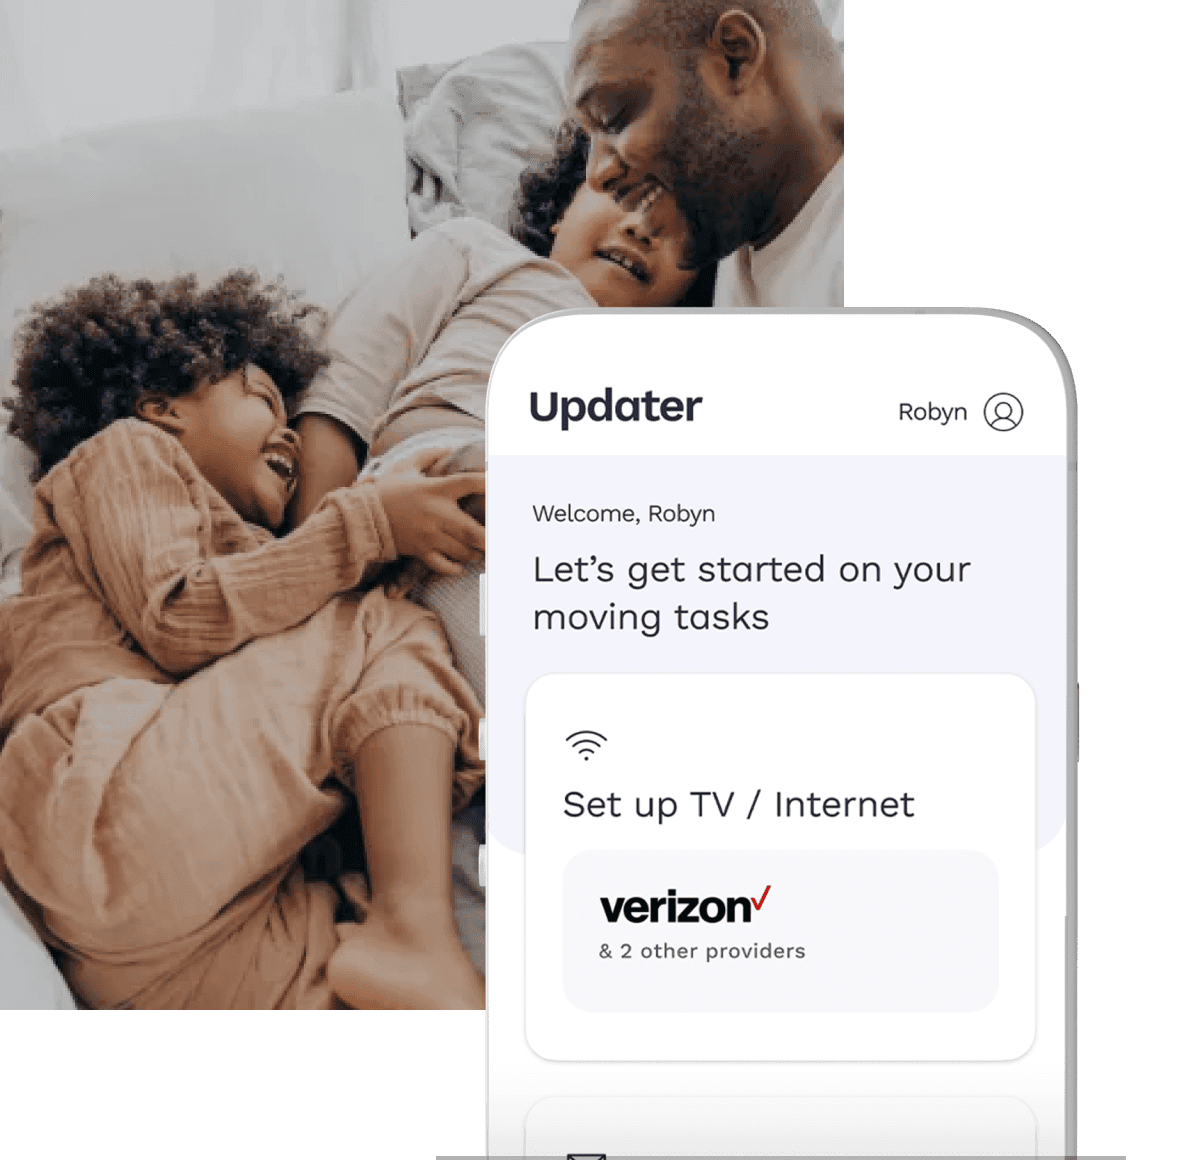 Updater
Robyn
Welcome, Robyn
Let’s get started on your
moving tasks
Set up TV / Internet
verizon
& 2 other providers